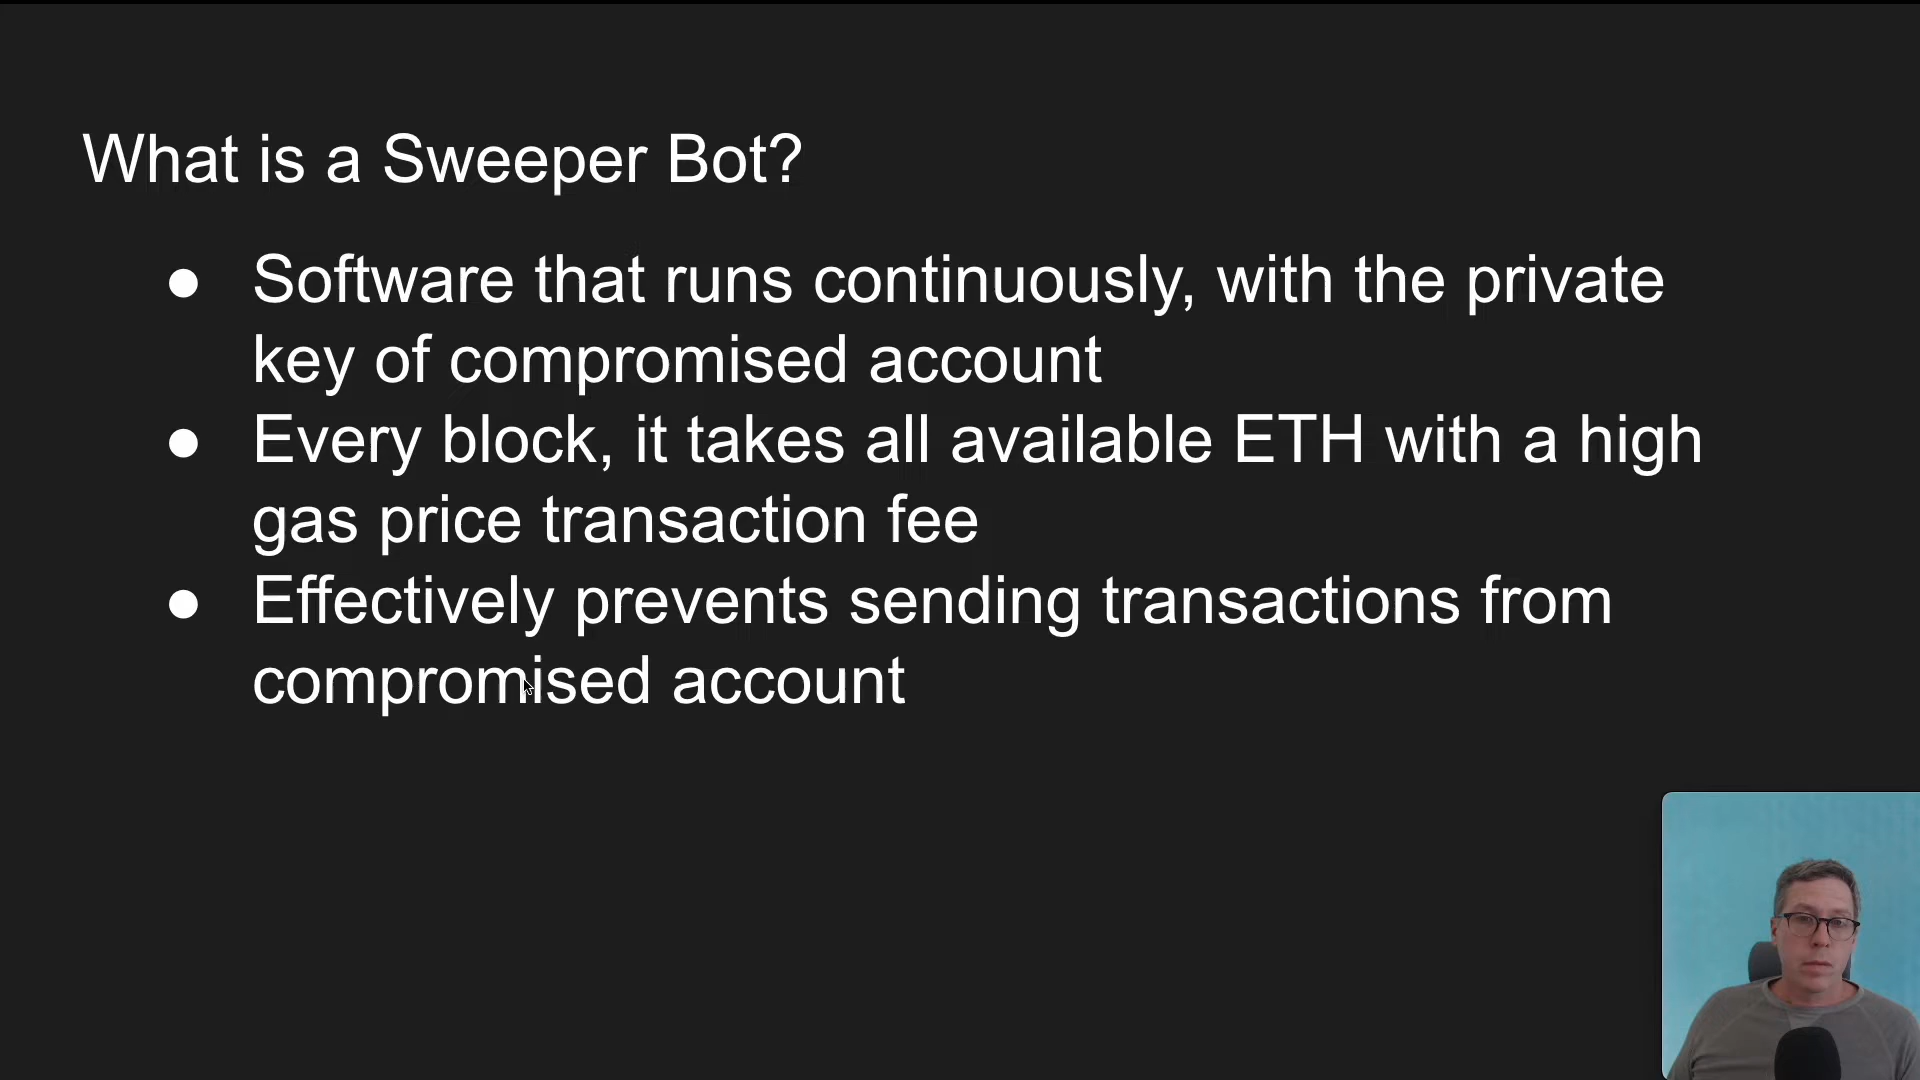 What is a Sweeper Bot?
● Software that runs continuously, with the private
key of compromised account
● Every block, it takes all available ETH with a high
gas price transaction fee
● Effectively prevents sending transactions from
compromised account